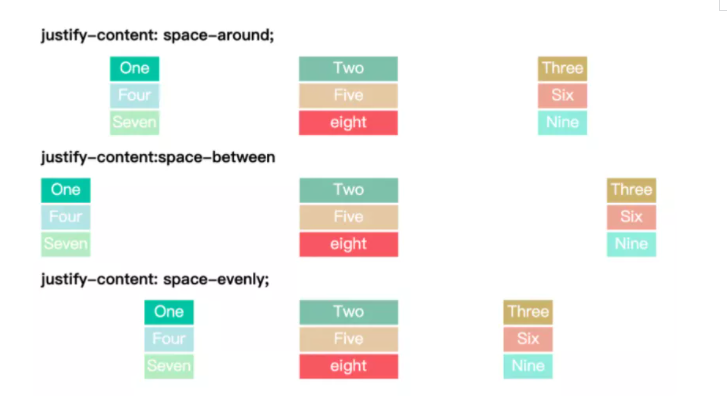 justify-content: space-around;
One Two Three
Four Five Six
Seven eight Nine
justify-content:space-between
One Two Three
Four Five Six
Seven eight Nine
justify-content: space-evenly;
One Two Three
Four Five Six
Seven eight Nine